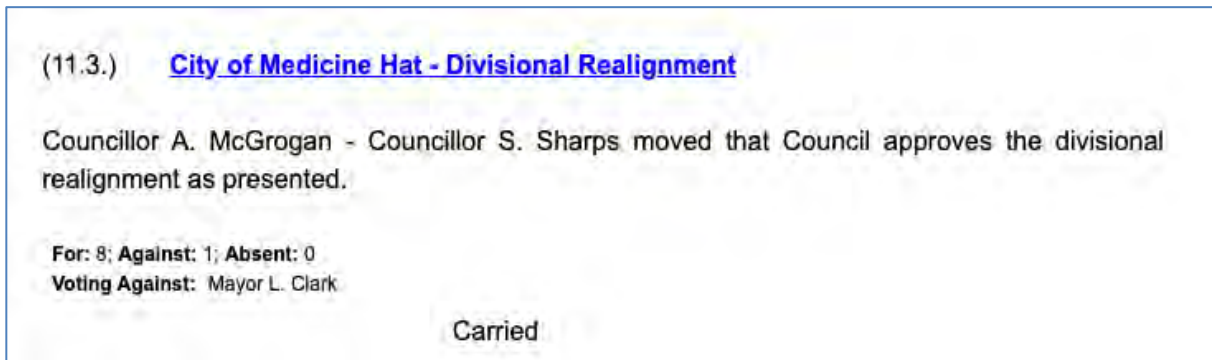 (11.3.) City of Medicine Hat - Divisional Realignment
Councillor A. McGrogan - Councillor S. Sharps moved that Council approves the divisional
realignment as presented.
For: 8; Against: 1; Absent: 0
Voting Against: Mayor L. Clark
Carried